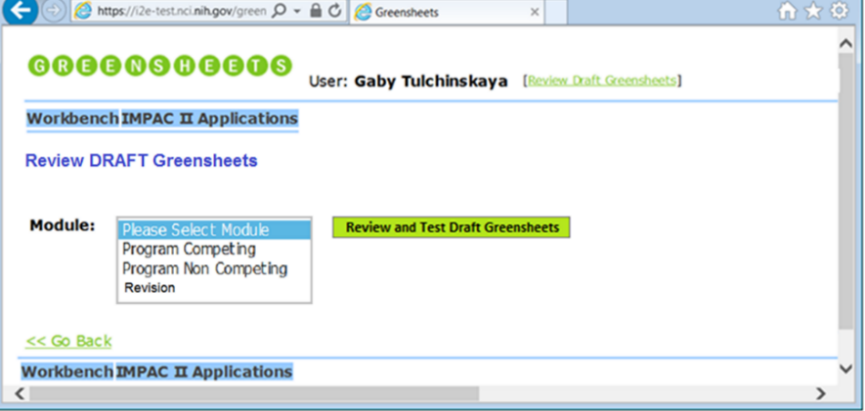 https://i2e-test.nci.nih.gov/green
Greensheets
GREENSHEETS
User: Gaby Tulchinskaya [Review Draft Greensheets]
Workbench IMPAC II Applications
Review DRAFT Greensheets
Module:
Please Select Module
Review and Test Draft Greensheets
Program Competing
Program Non Competing
Revision
<< Go Back
Workbench IMPAC II Applications